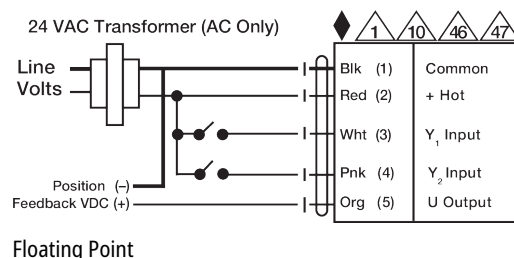 24 VAC Transformer (AC Only)
1 10 46 47
Line
Volts
Blk (1) Common
Red (2) + Hot
Wht (3) Y1 Input
Pnk (4) Y2 Input
Position (–)
Feedback VDC (+)
Org (5) U Output
Floating Point